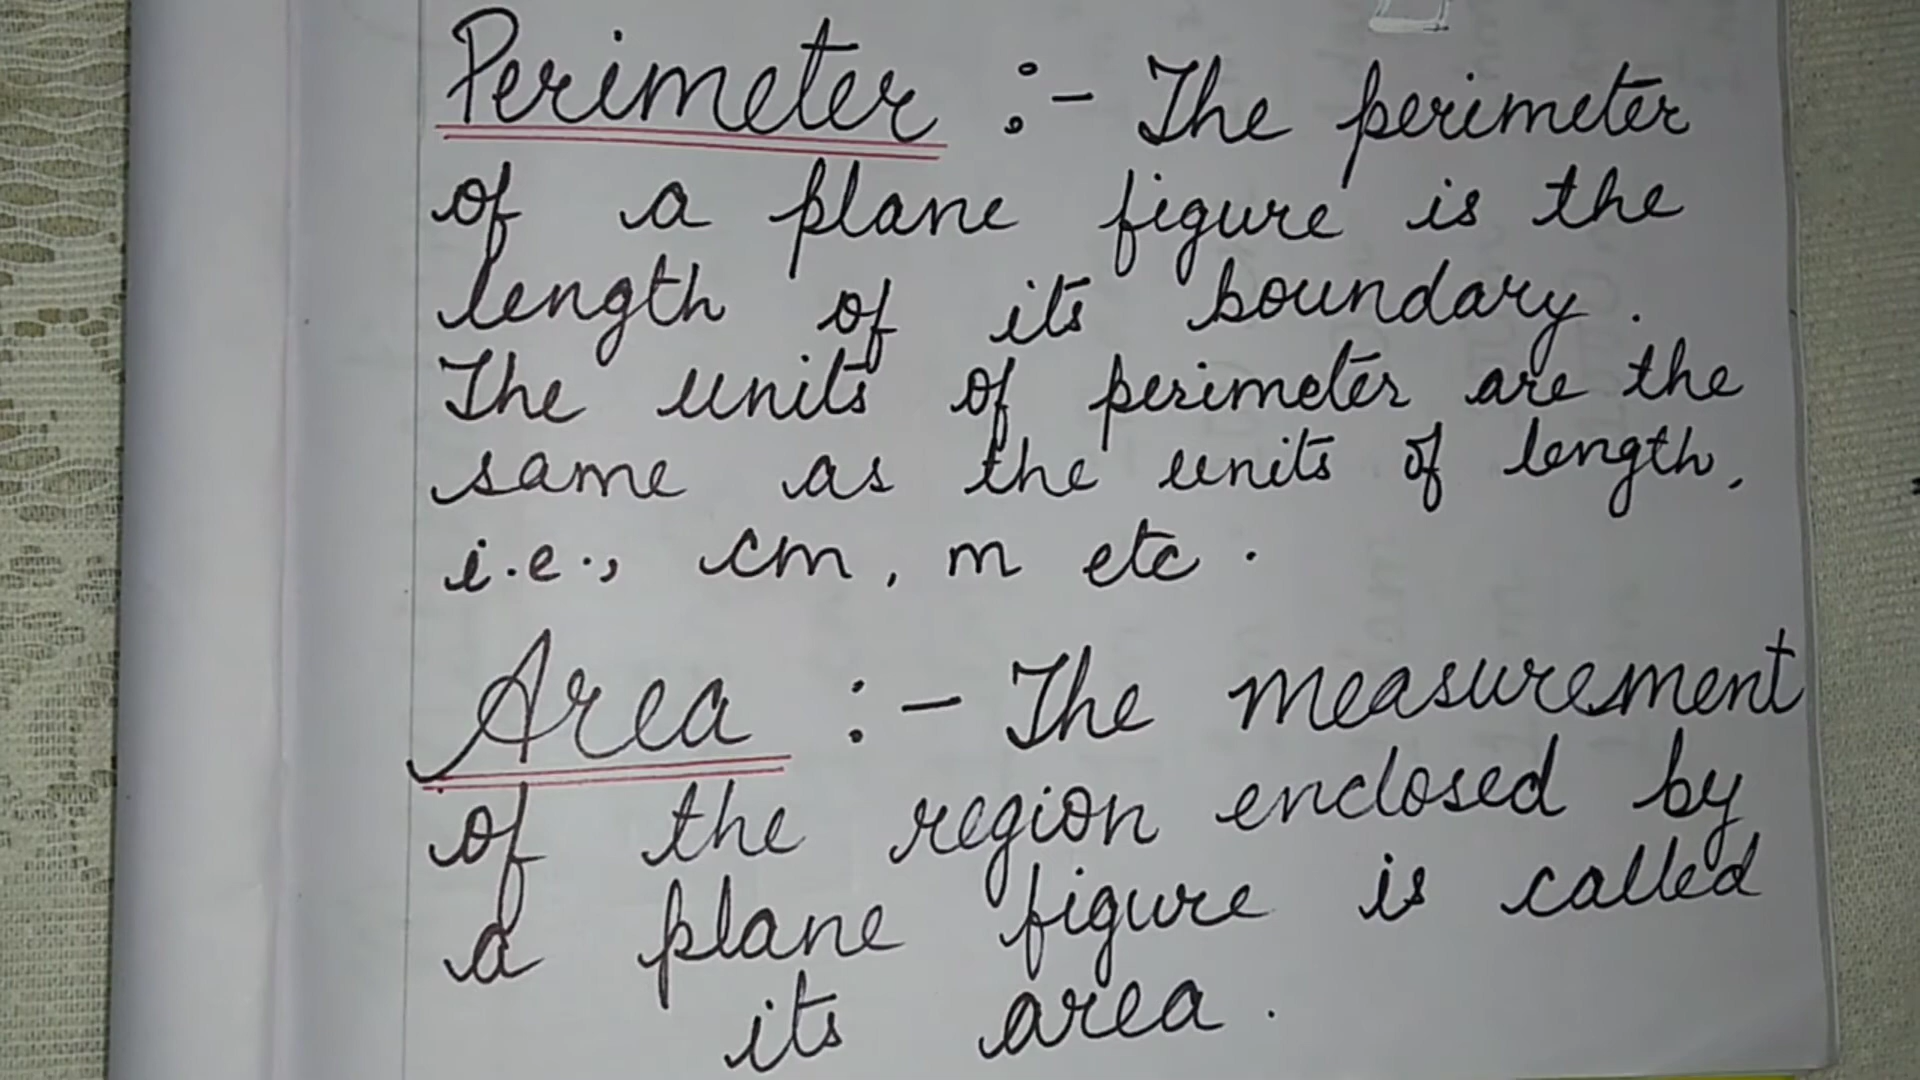 Perimeter :- The perimeter
of a plane figure is the
length of its boundary.
The units of perimeter are the
same as the units of length,
i.e., cm, m etc.
Area :- The measurement
of the region enclosed by
a plane figure is called
its area.